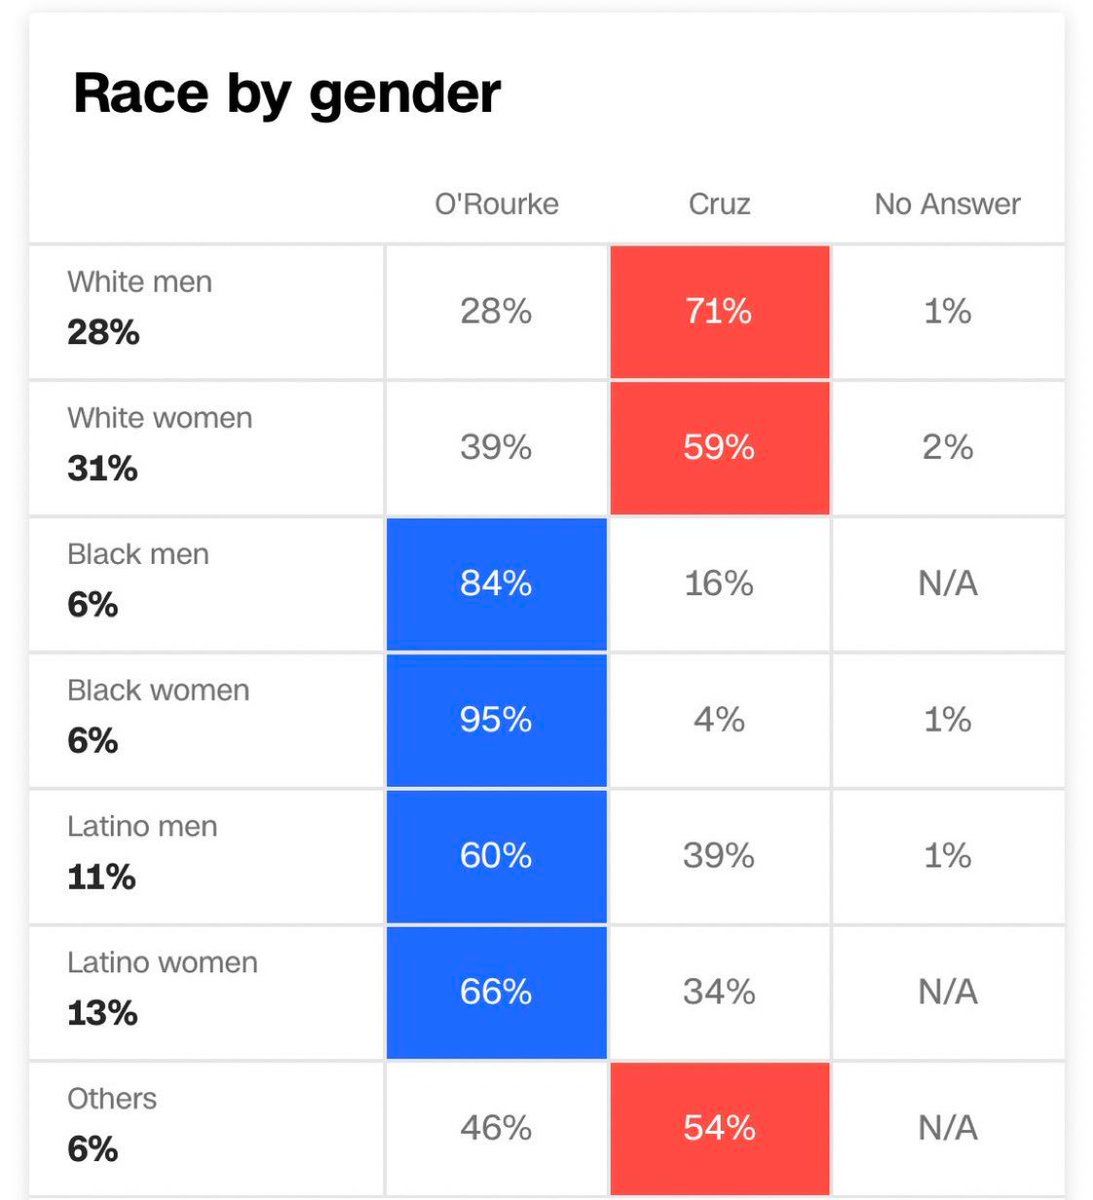 Race by gender
O'Rourke Cruz No Answer
White men
28% 28% 71% 1%
White women
31% 39% 59% 2%
Black men
6% 84% 16% N/A
Black women
6% 95% 4% 1%
Latino men
11% 60% 39% 1%
Latino women
13% 66% 34% N/A
Others
6% 46% 54% N/A